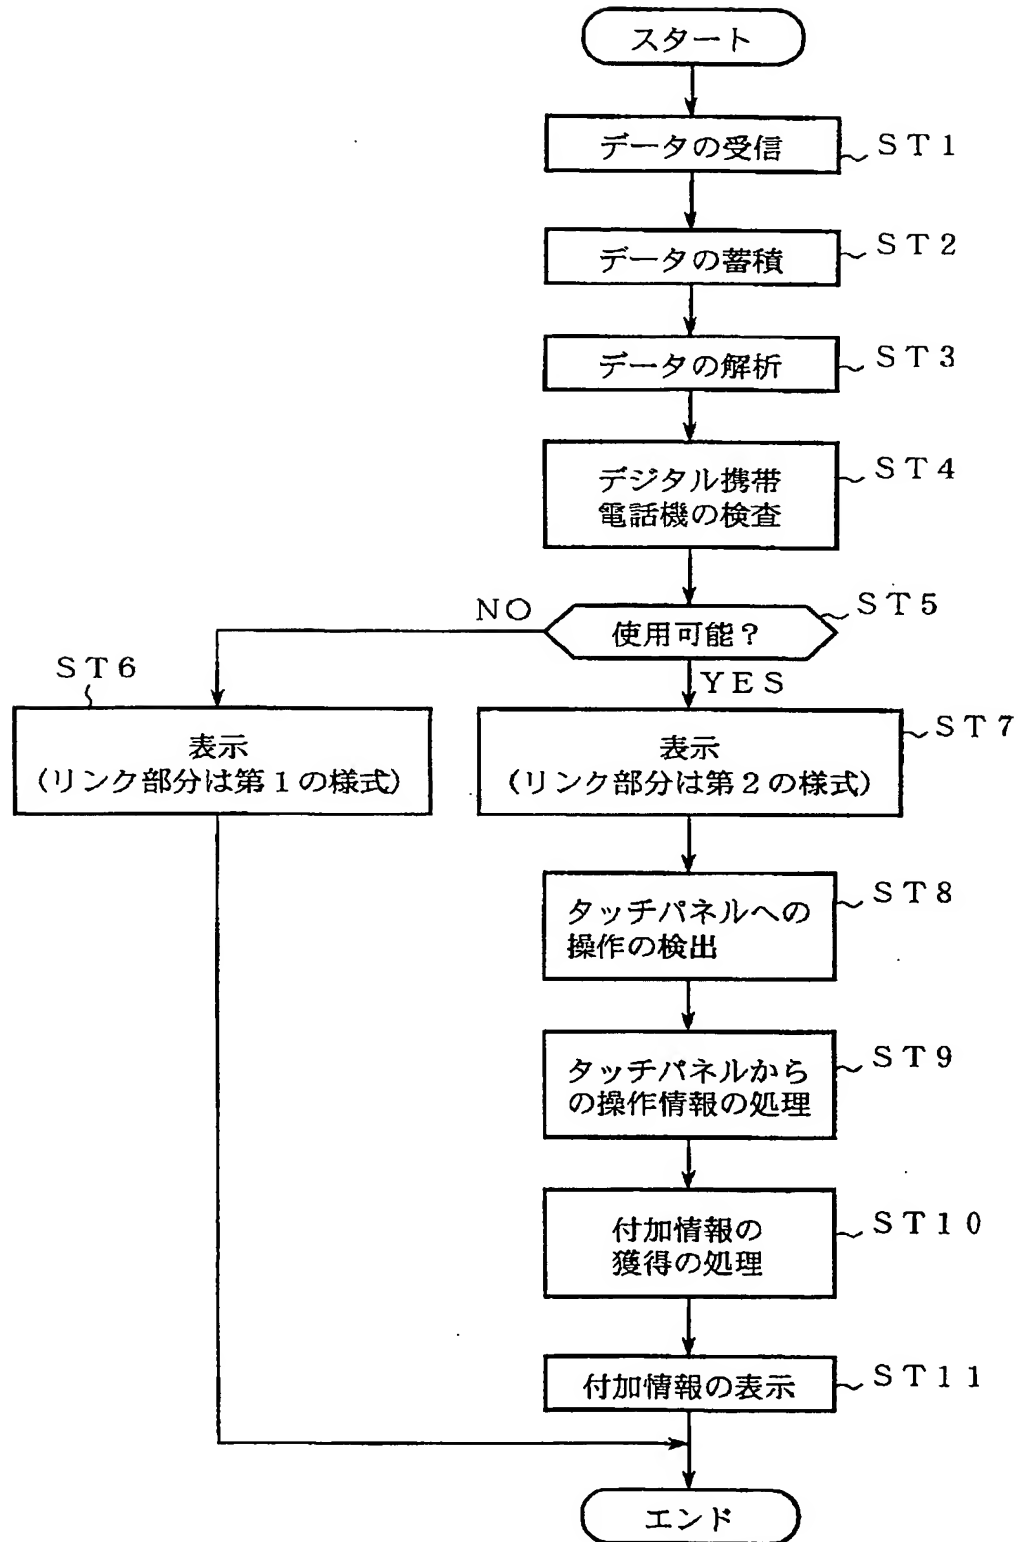 スタート
データの受信
ST1
データの蓄積
ST2
データの解析
ST3
デジタル携帯
電話機の検査
ST4
使用可能?
ST5
NO
YES
ST6
表示
(リンク部分は第1の様式)
表示
(リンク部分は第2の様式)
ST7
タッチパネルへの
操作の検出
ST8
タッチパネルから
の操作情報の処理
ST9
付加情報の
獲得の処理
ST10
付加情報の表示
ST11
エンド